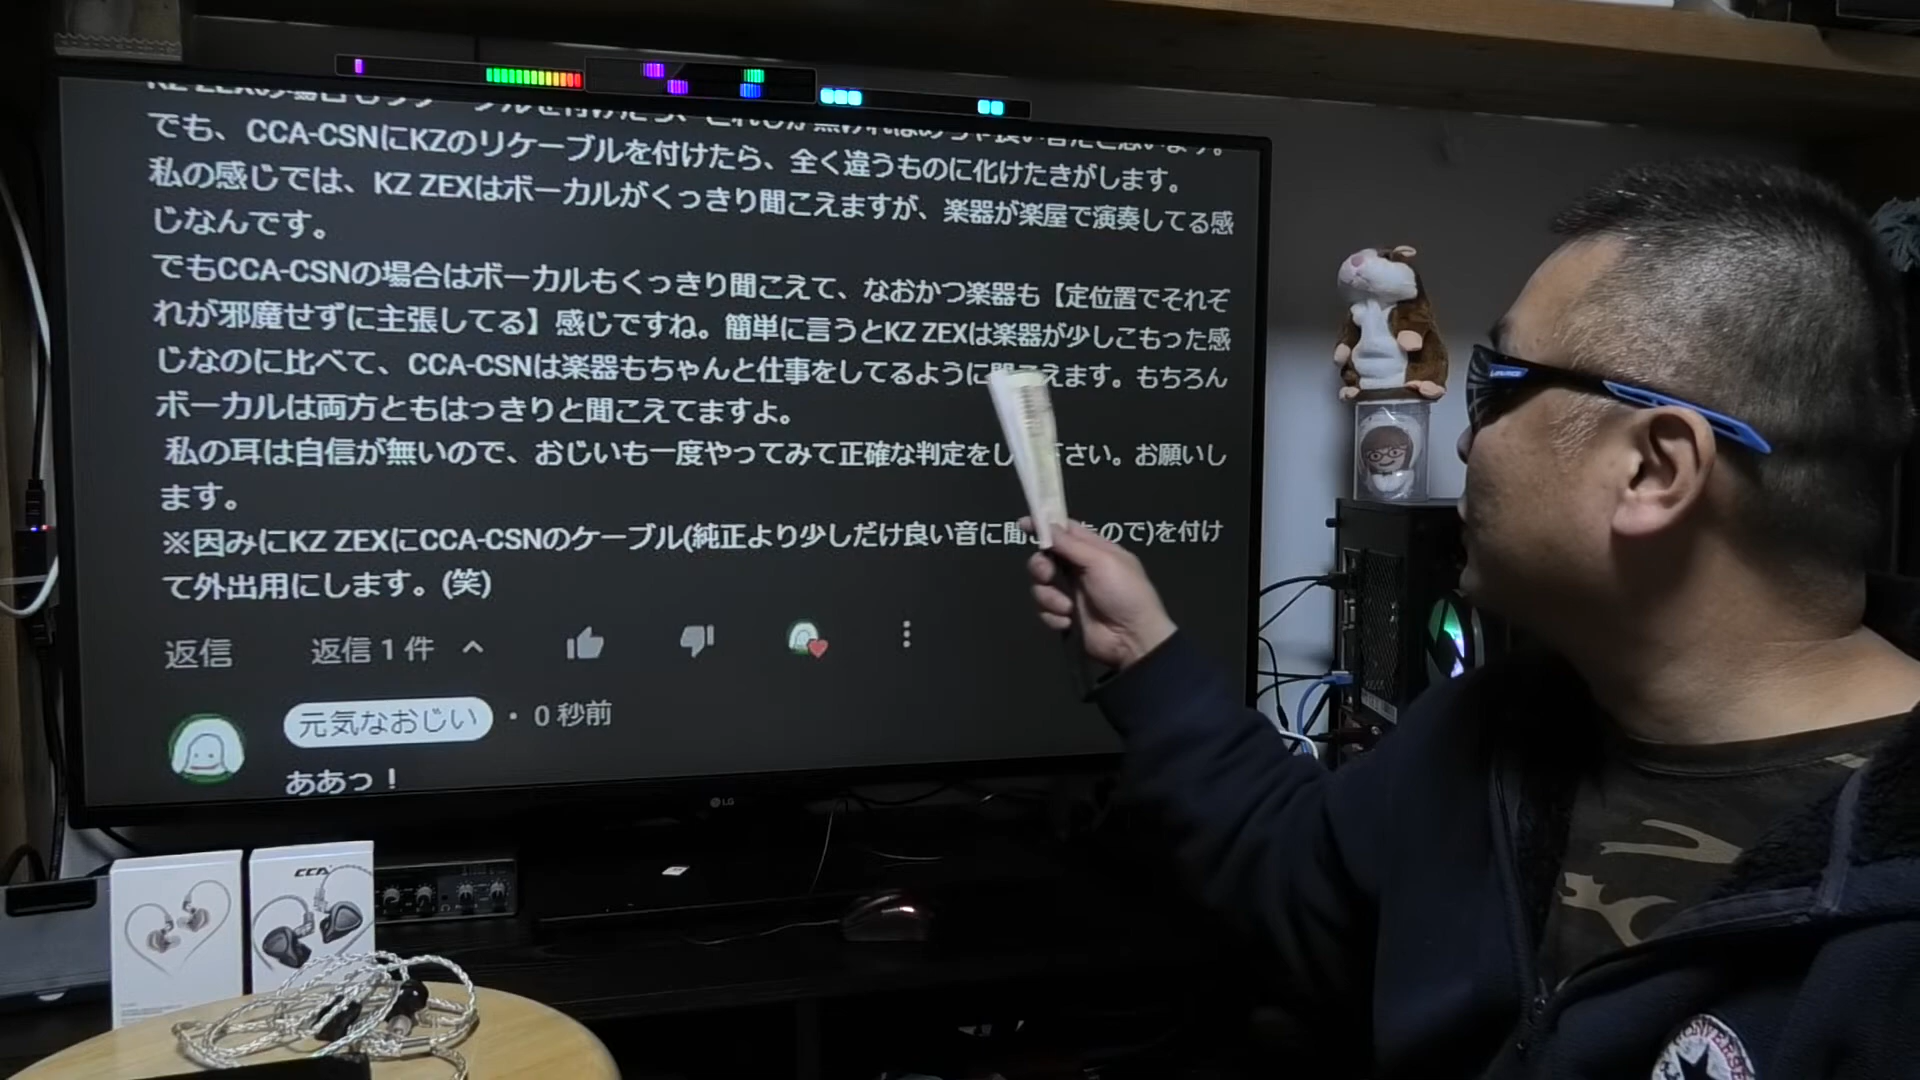 でも、CCA-CSNにKZのリケーブルを付けたら、全く違うものに化けたきがします。
私の感じでは、KZ ZEXはボーカルがくっきり聞こえますが、楽器が楽屋で演奏してる感
じなんです。
でもCCA-CSNの場合はボーカルもくっきり聞こえて、なおかつ楽器も【定位置でそれぞ
れが邪魔せずに主張してる】感じですね。簡単に言うとKZ ZEXは楽器が少しこもった感
じなのに比べて、CCA-CSNは楽器もちゃんと仕事をしてるように聞こえます。もちろん
ボーカルは両方ともはっきりと聞こえてますよ。
私の耳は自信が無いので、おじいも一度やってみて正確な判定をし下さい。お願いし
ます。
※因みにKZ ZEXにCCA-CSNのケーブル(純正より少しだけ良い音に聞こたので)を付け
て外出用にします。(笑)
返信 返信 1 件
元気なおじい ・ 0 秒前
ああっ！
LG
CCA